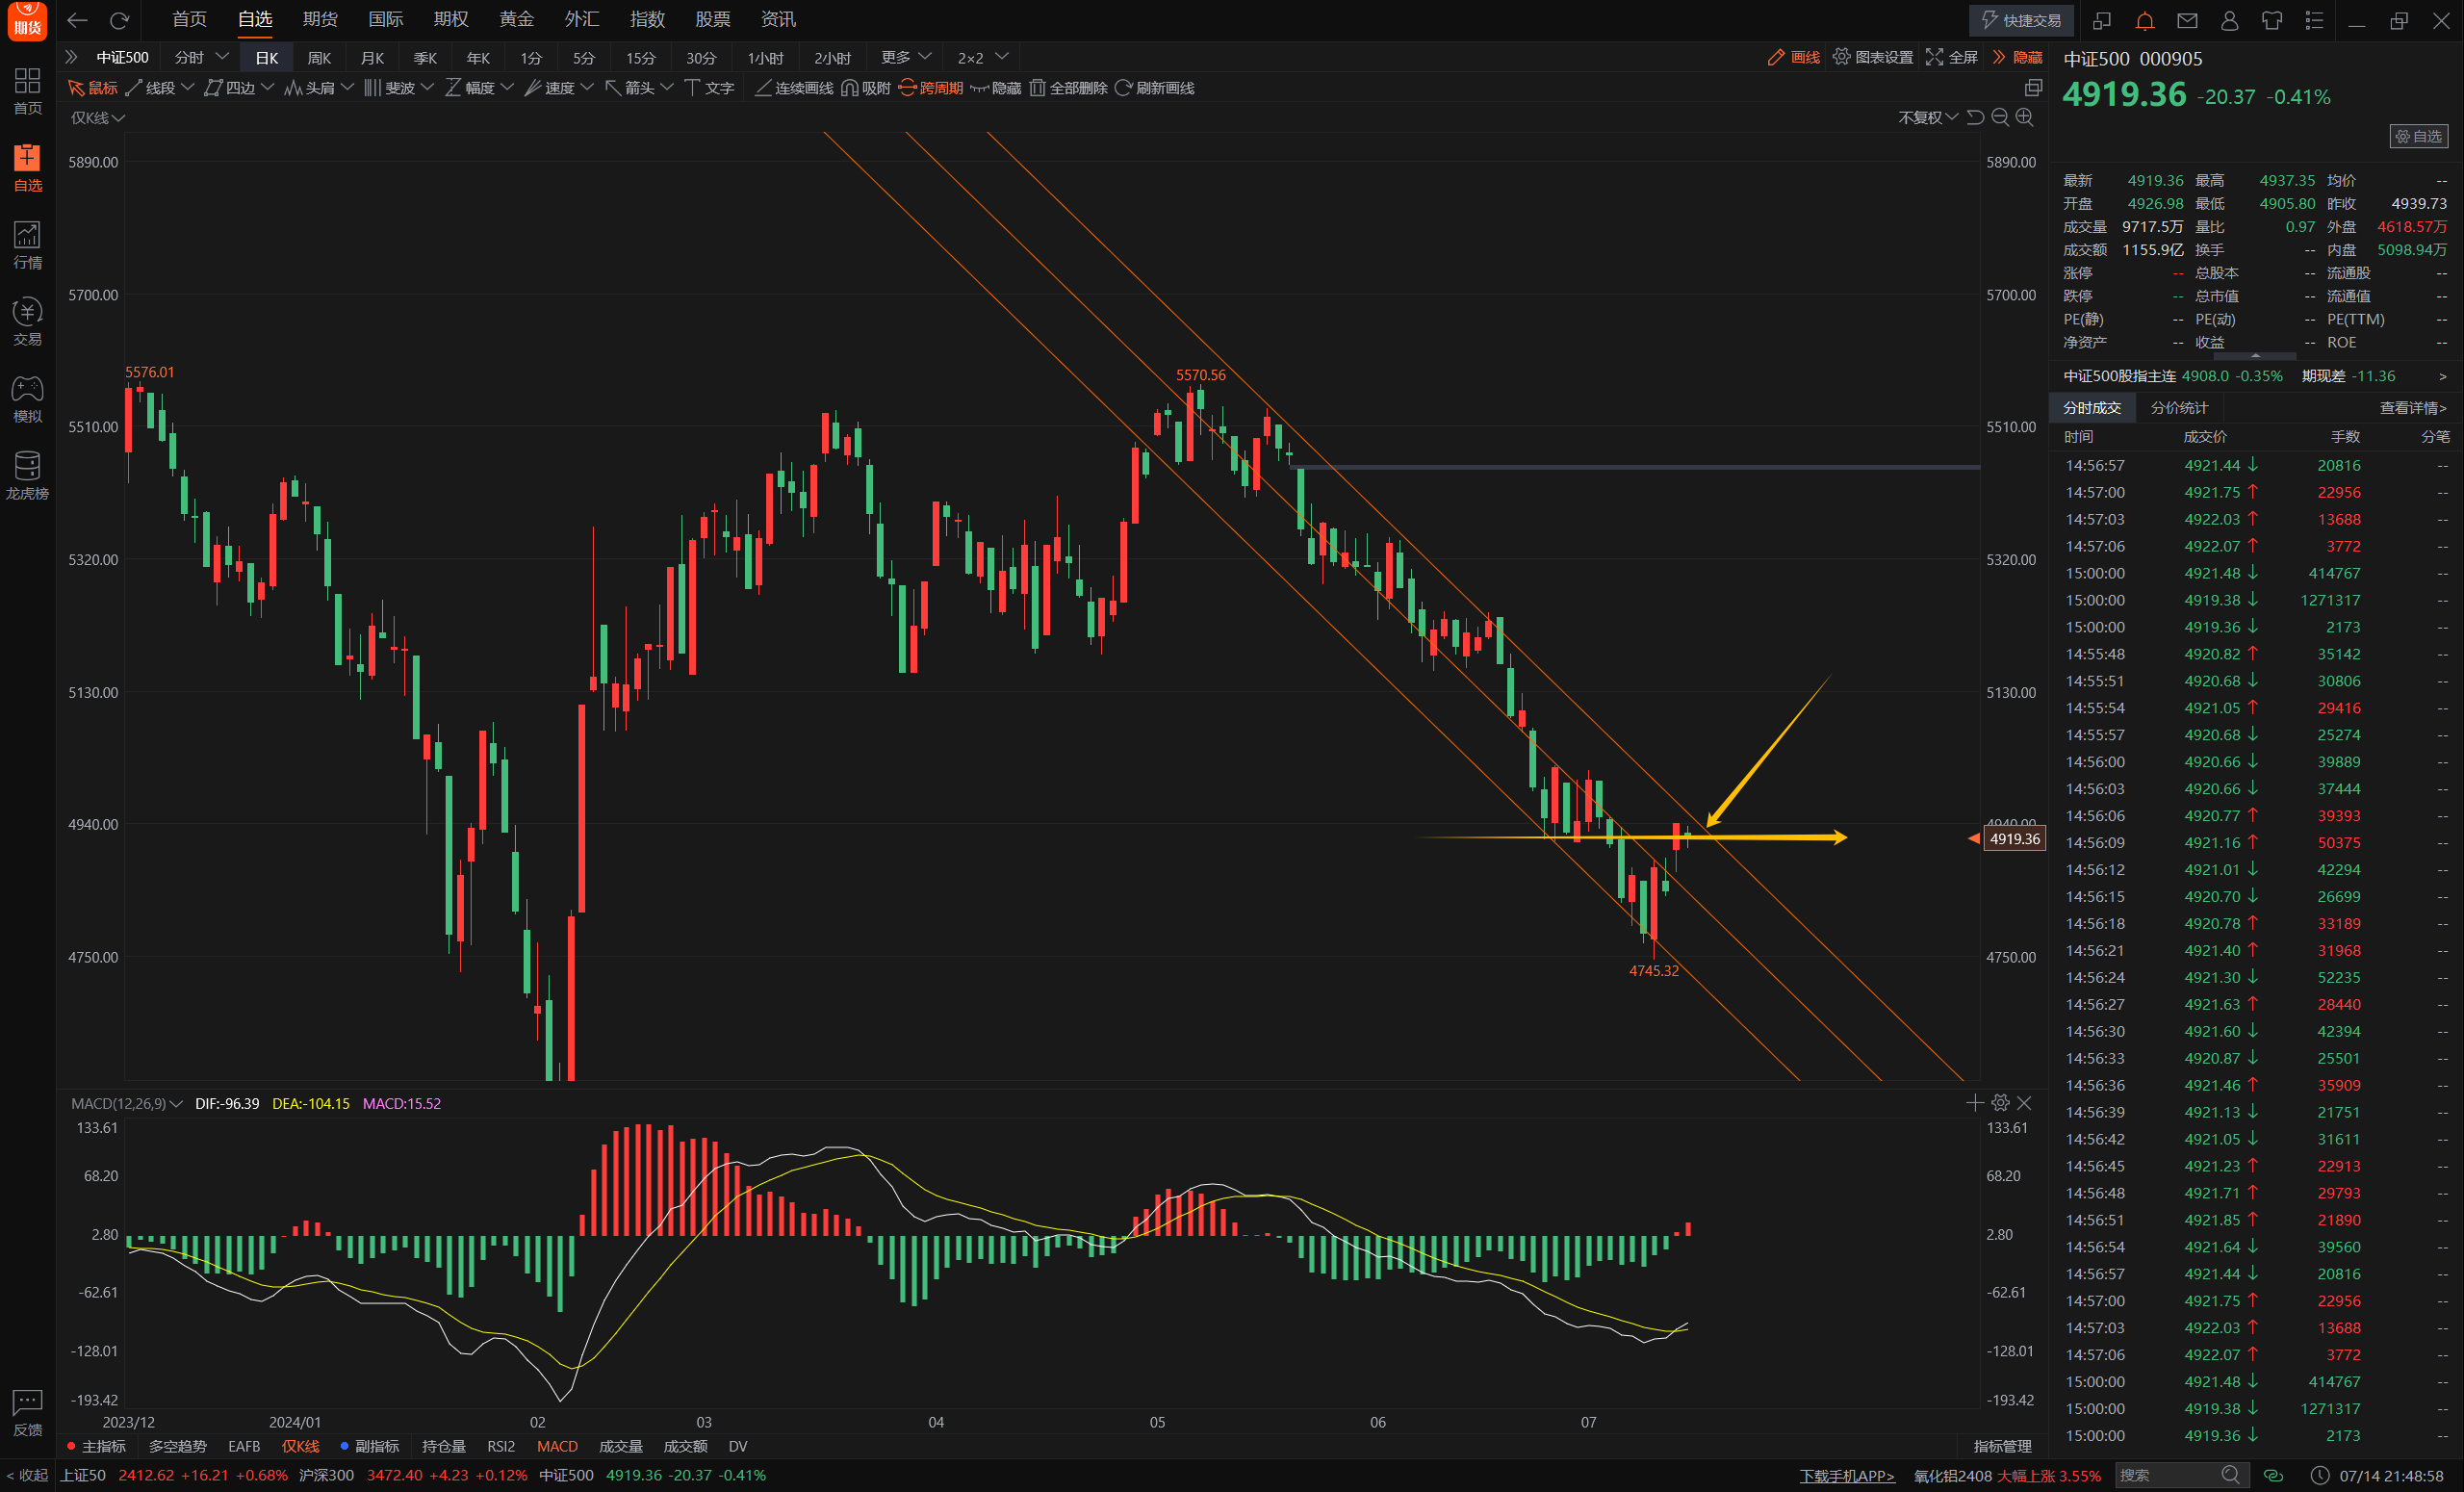 期货
首页 自选 期货 国际 期权 黄金 外汇 指数 股票 资讯 快捷交易
中证500 分时 日K 周K 月K 季K 年K 1分 5分 15分 30分 1小时 2小时 更多 2×2 画线 图表设置 全屏 隐藏
鼠标 线段 四边 头肩 斐波 幅度 速度 箭头 文字 连续画线 吸附 跨周期 隐藏 全部删除 刷新画线
首页
自选
行情
交易
模拟
龙虎榜
反馈
< 收起
仅K线 不复权
5890.00 5890.00
5700.00 5700.00
5576.01 5570.56
5510.00 5510.00
5320.00 5320.00
5130.00 5130.00
4940.00 4940.00
4919.36
4750.00 4750.00
4745.32
MACD(12,26,9) DIF:-96.39 DEA:-104.15 MACD:15.52
133.61 133.61
68.20 68.20
2.80 2.80
-62.61 -62.61
-128.01 -128.01
-193.42 -193.42
2023/12 2024/01 02 03 04 05 06 07
主指标 多空趋势 EAFB 仅K线 副指标 持仓量 RSI2 MACD 成交量 成交额 DV 指标管理
中证500 000905
4919.36 -20.37 -0.41%
自选
最新 4919.36 最高 4937.35 均价 --
开盘 4926.98 最低 4905.80 昨收 4939.73
成交量 9717.5万 量比 0.97 外盘 4618.57万
成交额 1155.9亿 换手 -- 内盘 5098.94万
涨停 -- 总股本 -- 流通股 --
跌停 -- 总市值 -- 流通值 --
PE(静) -- PE(动) -- PE(TTM) --
净资产 -- 收益 -- ROE --
中证500股指主连 4908.0 -0.35% 期现差 -11.36 >
分时成交 分价统计 查看详情>
时间 成交价 手数 分笔
14:56:57 4921.44 ↓ 20816 --
14:57:00 4921.75 ↑ 22956 --
14:57:03 4922.03 ↑ 13688 --
14:57:06 4922.07 ↑ 3772 --
15:00:00 4921.48 ↓ 414767 --
15:00:00 4919.38 ↓ 1271317 --
15:00:00 4919.36 ↓ 2173 --
14:55:48 4920.82 ↑ 35142 --
14:55:51 4920.68 ↓ 30806 --
14:55:54 4921.05 ↑ 29416 --
14:55:57 4920.68 ↓ 25274 --
14:56:00 4920.66 ↓ 39889 --
14:56:03 4920.66 ↓ 37444 --
14:56:06 4920.77 ↑ 39393 --
14:56:09 4921.16 ↑ 50375 --
14:56:12 4921.01 ↓ 42294 --
14:56:15 4920.70 ↓ 26699 --
14:56:18 4920.78 ↑ 33189 --
14:56:21 4921.40 ↑ 31968 --
14:56:24 4921.30 ↓ 52235 --
14:56:27 4921.63 ↑ 28440 --
14:56:30 4921.60 ↓ 42394 --
14:56:33 4920.87 ↓ 25501 --
14:56:36 4921.46 ↑ 35909 --
14:56:39 4921.13 ↓ 21751 --
14:56:42 4921.05 ↓ 31611 --
14:56:45 4921.23 ↑ 22913 --
14:56:48 4921.71 ↑ 29793 --
14:56:51 4921.85 ↑ 21890 --
14:56:54 4921.64 ↓ 39560 --
14:56:57 4921.44 ↓ 20816 --
14:57:00 4921.75 ↑ 22956 --
14:57:03 4922.03 ↑ 13688 --
14:57:06 4922.07 ↑ 3772 --
15:00:00 4921.48 ↓ 414767 --
15:00:00 4919.38 ↓ 1271317 --
15:00:00 4919.36 ↓ 2173 --
上证50 2412.62 +16.21 +0.68% 沪深300 3472.40 +4.23 +0.12% 中证500 4919.36 -20.37 -0.41% 下载手机APP> 氧化铝2408 大幅上涨 3.55% 搜索 07/14 21:48:58